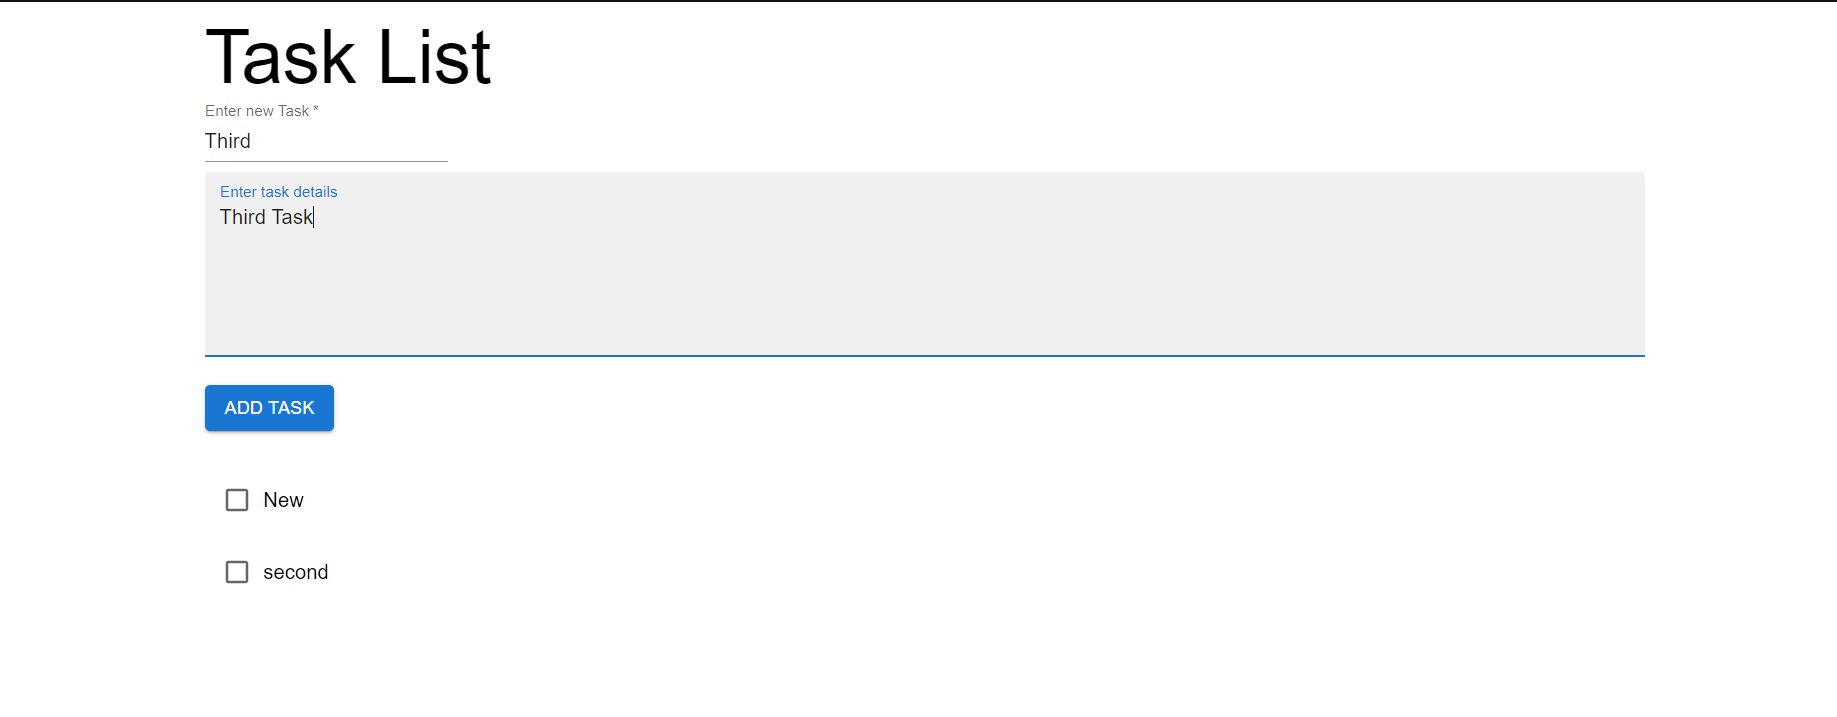 Task List
Enter new Task *
Third
Enter task details
Third Task
ADD TASK
New
second